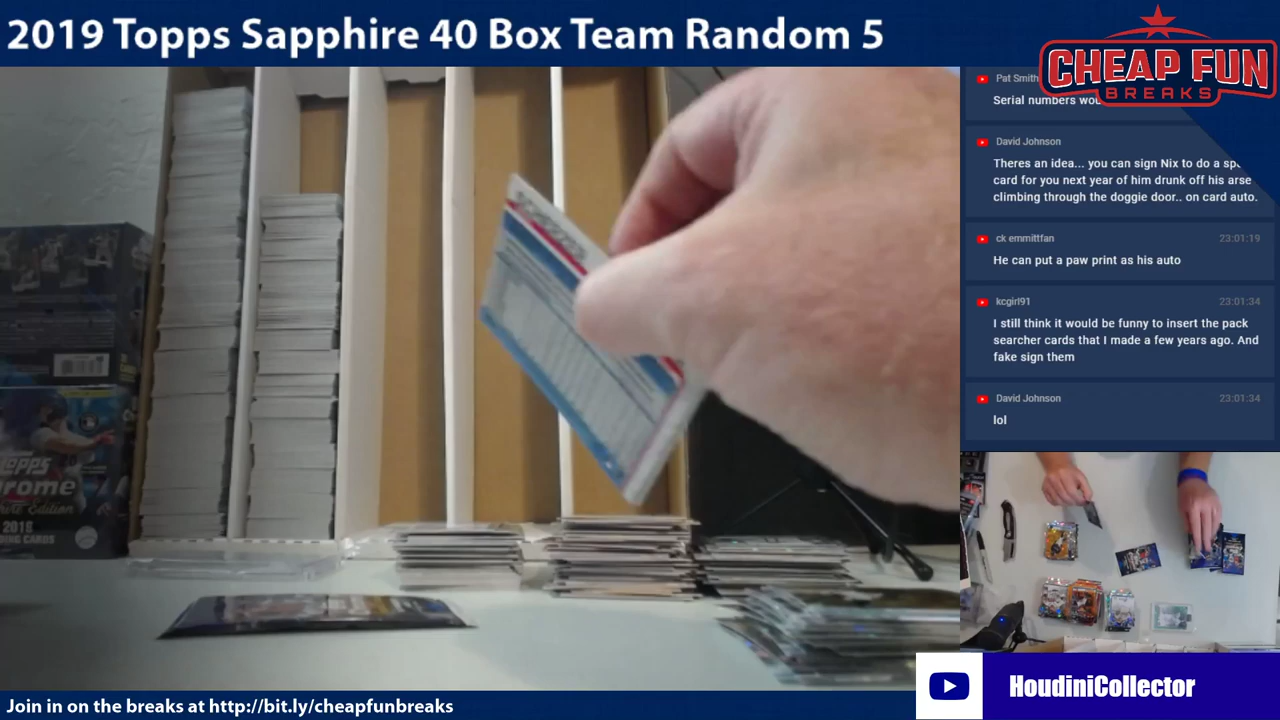 2019 Topps Sapphire 40 Box Team Random 5
CHEAP FUN
BREAKS
Pat Smith
Serial numbers
David Johnson
Theres an idea... you can sign Nix to do a
card for you next year of him drunk off his arse
climbing through the doggie door.. on card auto.
ck emmittfan
23:01:19
He can put a paw print as his auto
kcgirl91
23:01:34
I still think it would be funny to insert the pack
searcher cards that I made a few years ago. And
fake sign them
David Johnson
23:01:34
lol
2018
HoudiniCollector
Join in on the breaks at http://bit.ly/cheapfunbreaks